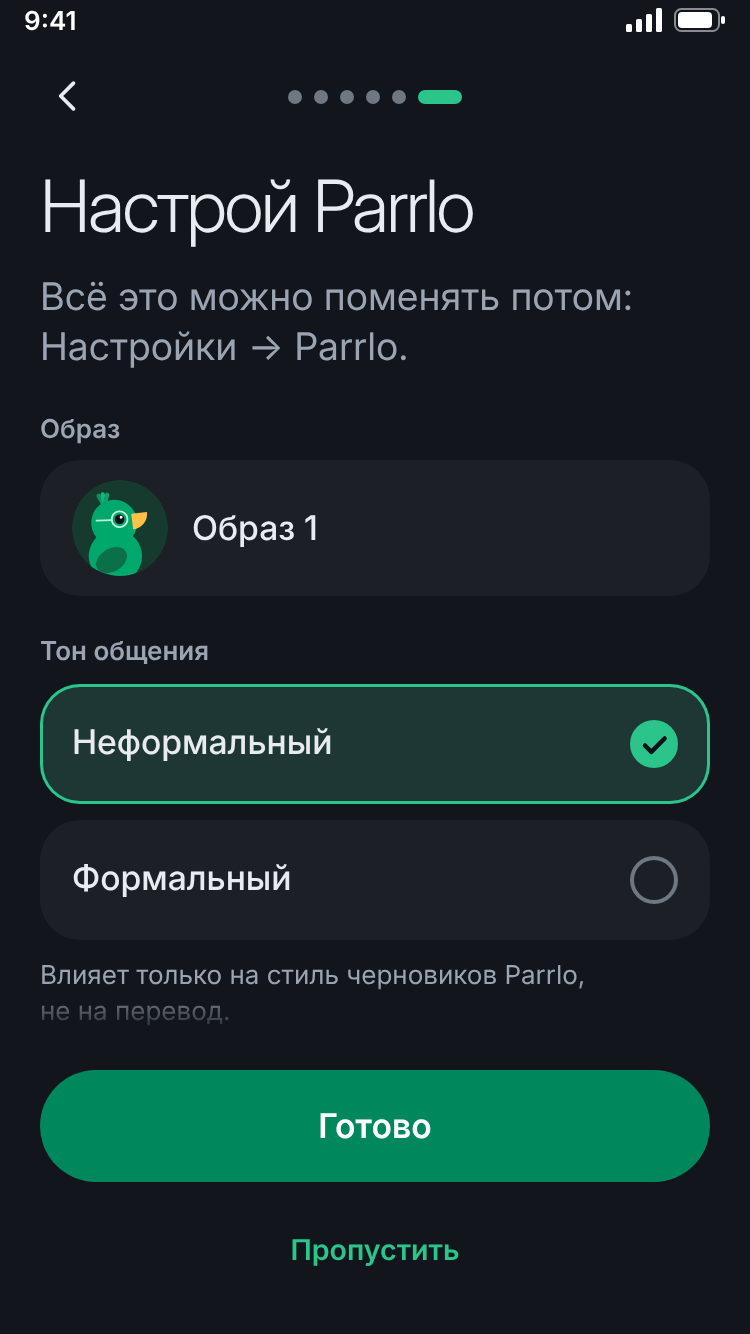 9:41
Настрой Parrlo
Всё это можно поменять потом:
Настройки → Parrlo.
Образ
Образ 1
Тон общения
Неформальный
Формальный
Влияет только на стиль черновиков Parrlo,
не на перевод.
Готово
Пропустить